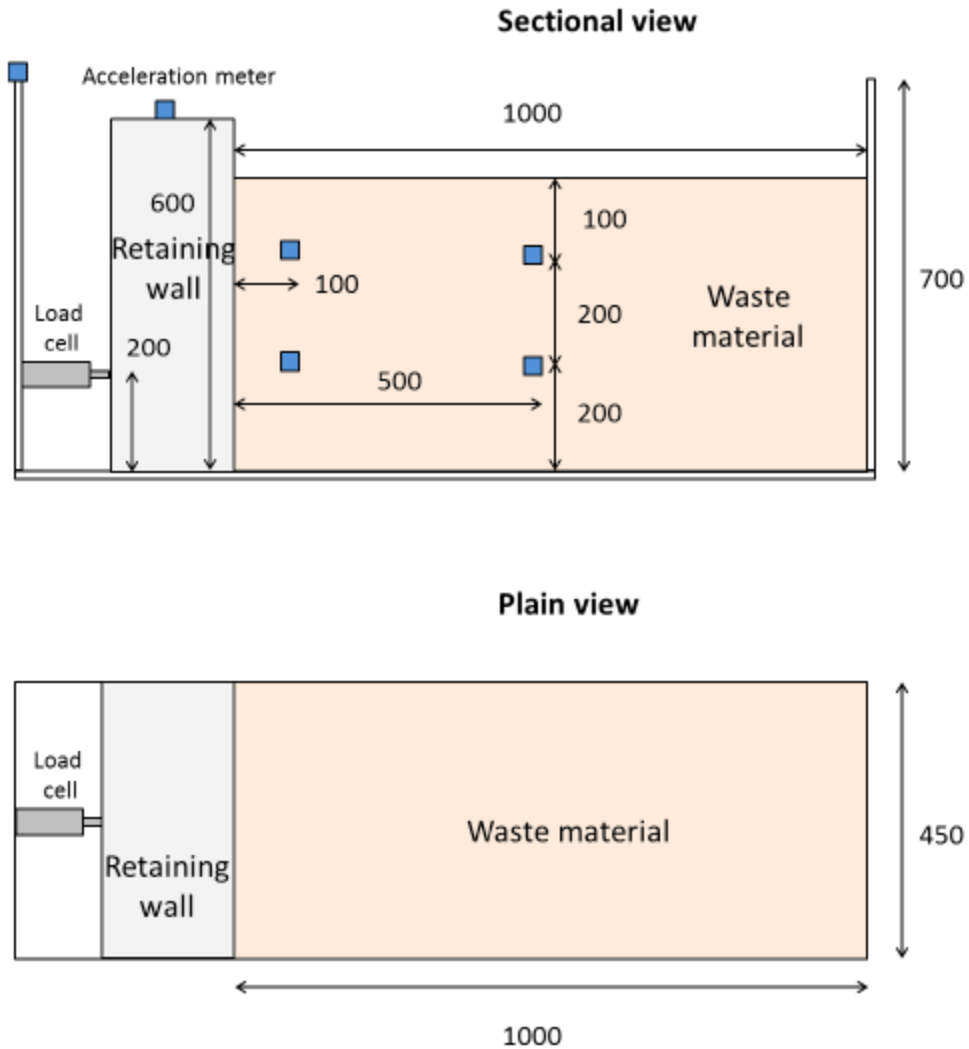 Sectional view
Acceleration meter
1000
600
100
Retaining
wall
100
700
Waste
material
Load
cell
200
200
500
200
Plain view
Load
cell
Waste material
450
Retaining
wall
1000